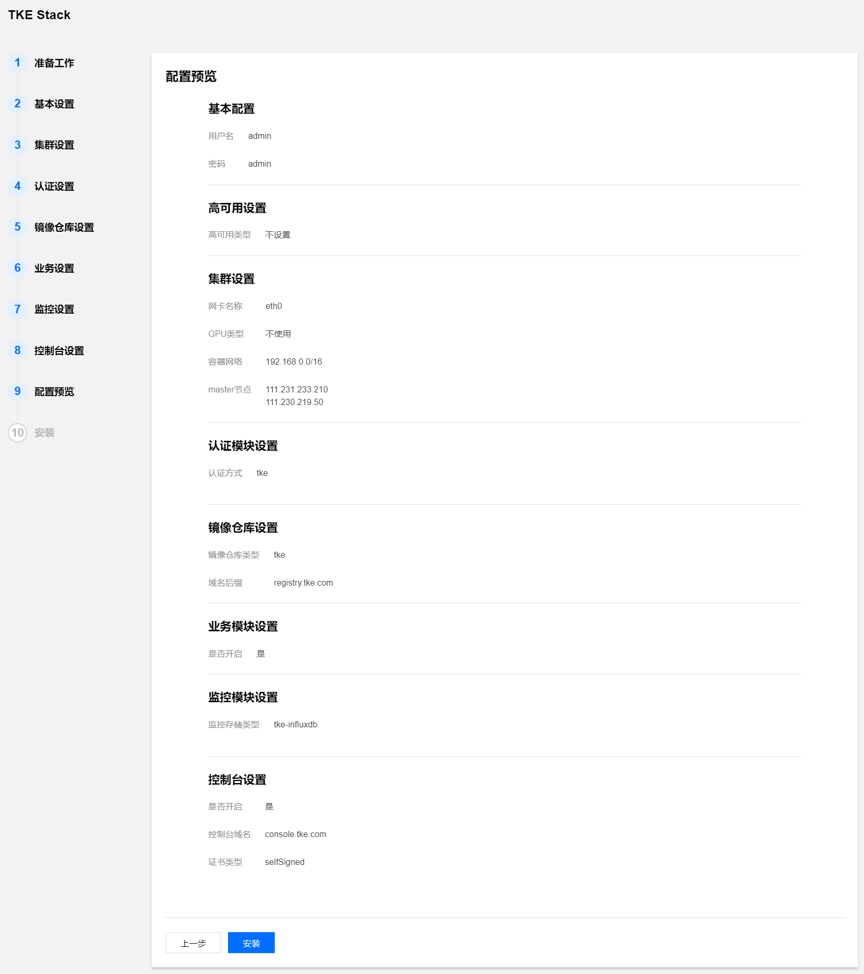 TKE Stack
1 准备工作
2 基本设置
3 集群设置
4 认证设置
5 镜像仓库设置
6 业务设置
7 监控设置
8 控制台设置
9 配置预览
10 安装
配置预览
基本配置
用户名 admin
密码 admin
高可用设置
高可用类型 不设置
集群设置
网卡名称 eth0
GPU类型 不使用
容器网络 192.168.0.0/16
master节点 111.231.233.210
111.230.219.50
认证模块设置
认证方式 tke
镜像仓库设置
镜像仓库类型 tke
域名后缀 registry.tke.com
业务模块设置
是否开启 是
监控模块设置
监控存储类型 tke-influxdb
控制台设置
是否开启 是
控制台域名 console.tke.com
证书类型 selfSigned
上一步 安装